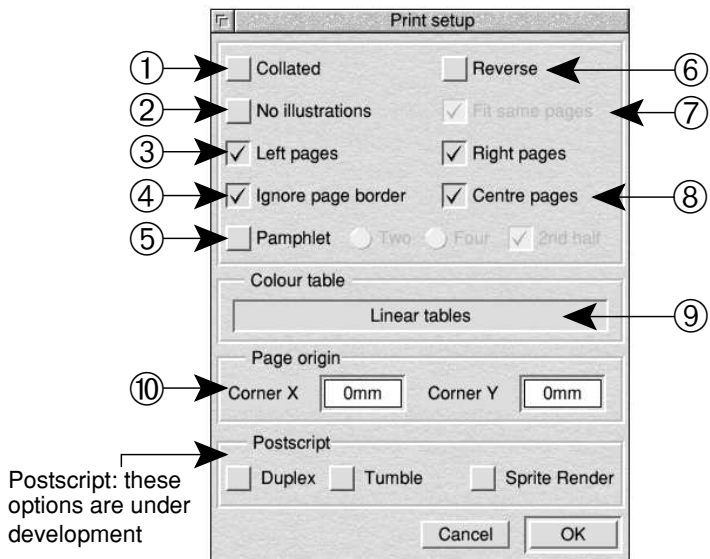 Print setup
① Collated Reverse ⑥
② No illustrations Fit same pages ⑦
③ Left pages Right pages
④ Ignore page border Centre pages ⑧
⑤ Pamphlet Two Four 2nd half
Colour table
Linear tables ⑨
Page origin
⑩ Corner X 0mm Corner Y 0mm
Postscript
Duplex Tumble Sprite Render
Postscript: these
options are under
development
Cancel OK